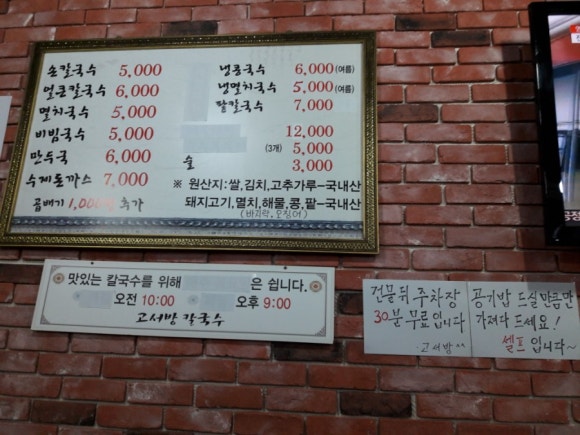 손칼국수 5,000
얼큰칼국수 6,000
멸치국수 5,000
비빔국수 5,000
만두국 6,000
수제돈까스 7,000
곱배기 1,000원 추가
냉콩국수 6,000 (여름)
냉멸치국수 5,000 (여름)
팥칼국수 7,000
12,000
(3개) 5,000
술 3,000
※ 원산지:쌀,김치,고추가루-국내산
돼지고기,멸치,해물,콩,팥-국내산
(바지락,오징어)
맛있는 칼국수를 위해 은 쉽니다.
오전 10:00 오후 9:00
고서방 칼국수
건물뒤 주차장
30분 무료입니다
-고서방^^
공기밥 드실만큼만
가져다 드세요!
셀프입니다~